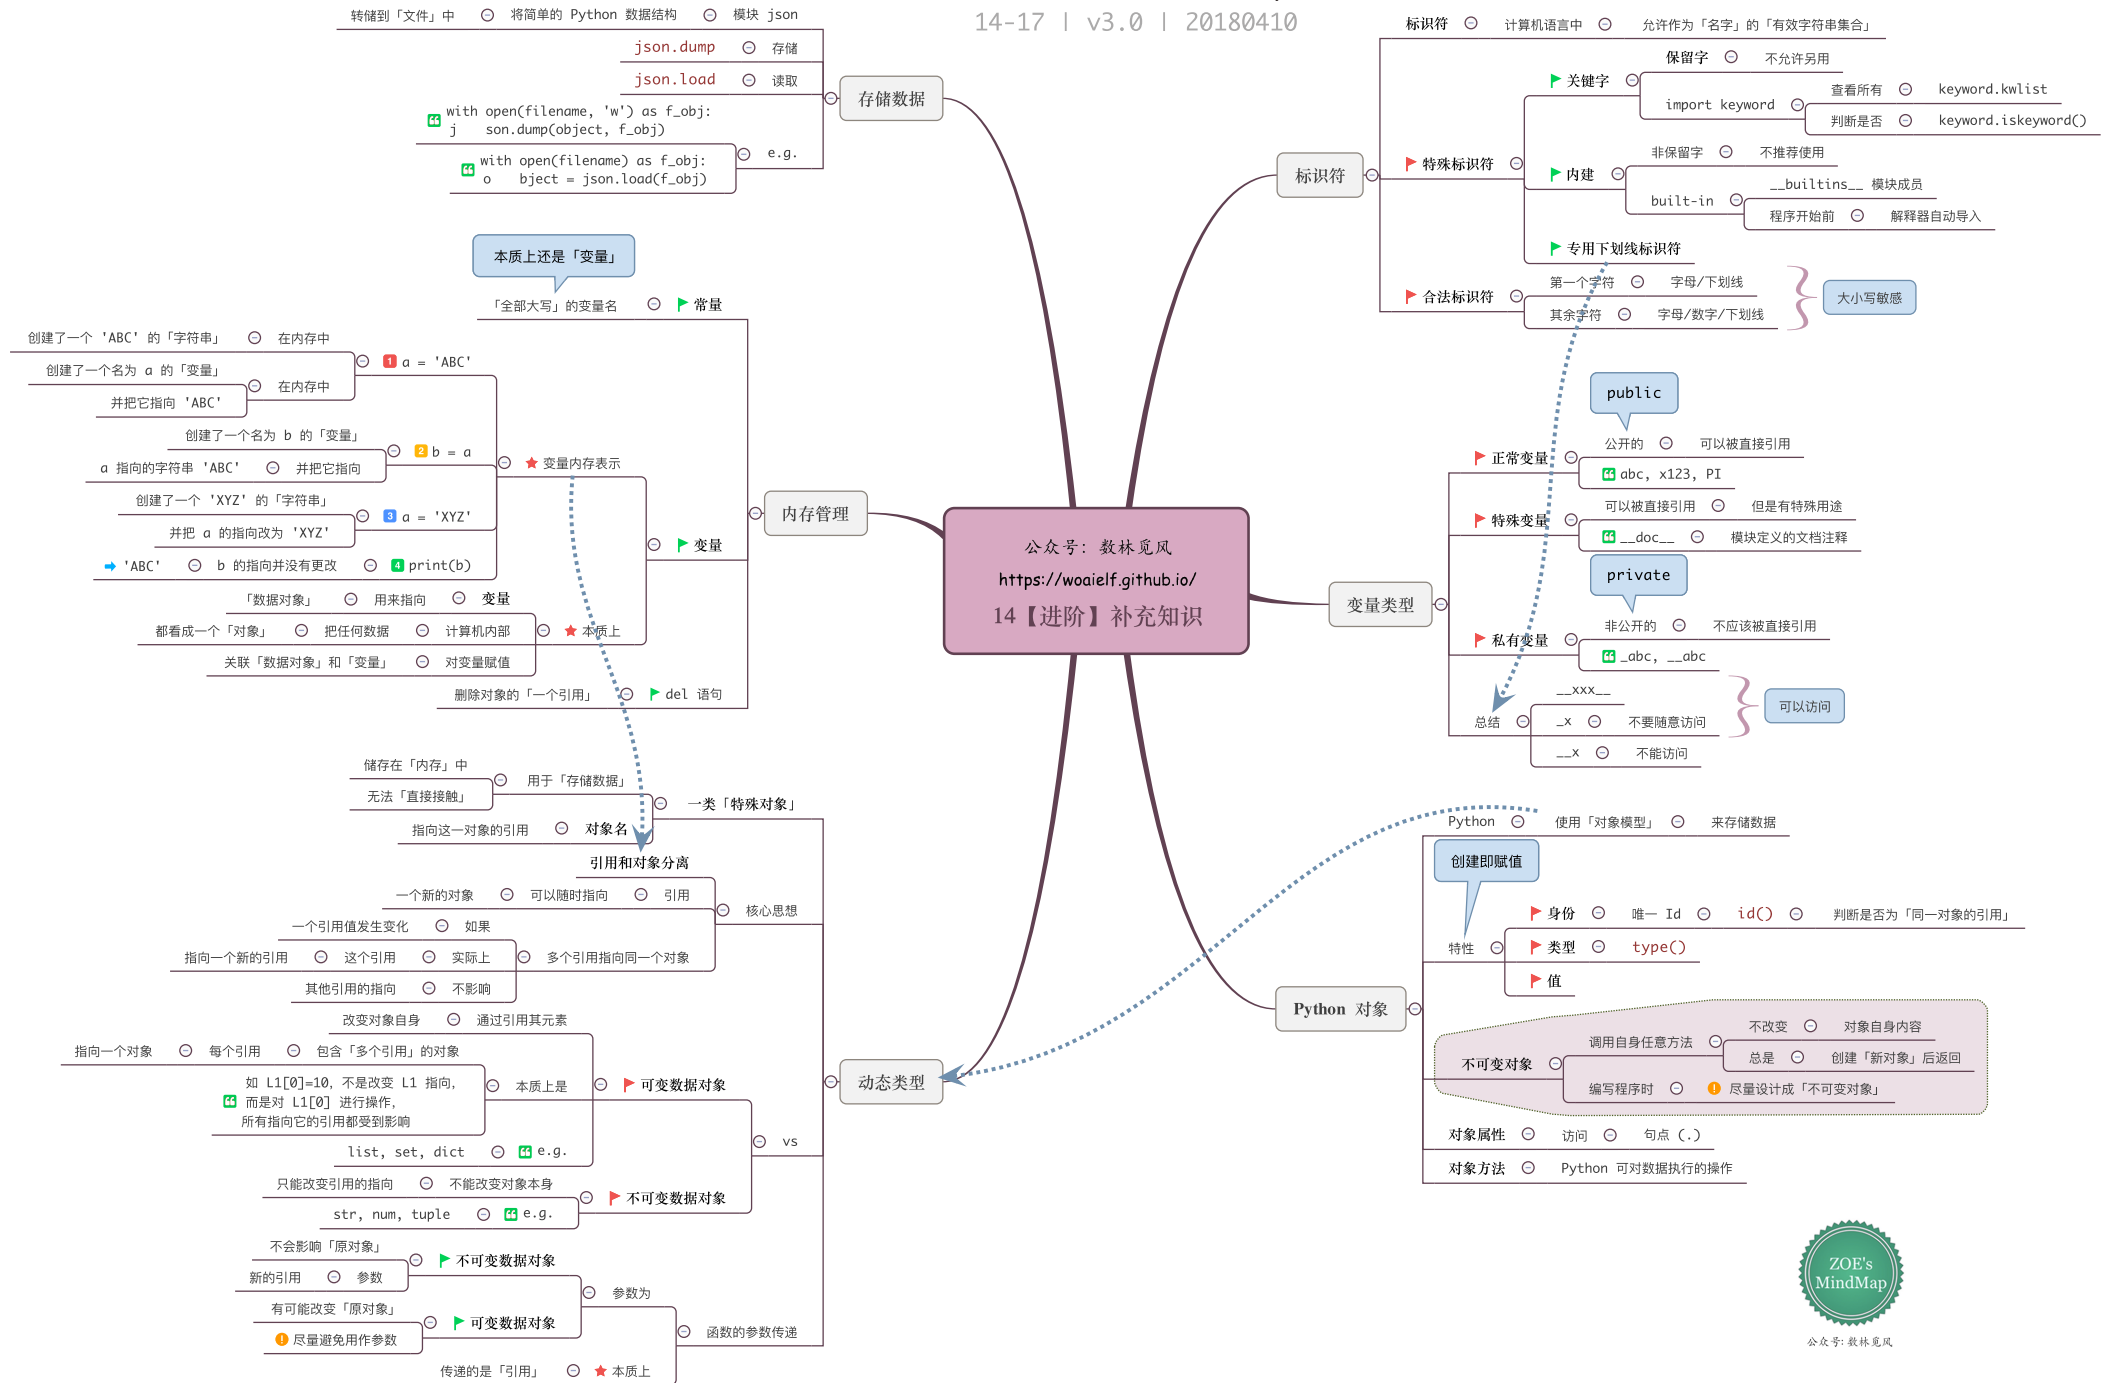 14-17 | v3.0 | 20180410
公众号：数林觅风
https://woaielf.github.io/
14【进阶】补充知识
标识符
标识符 计算机语言中 允许作为「名字」的「有效字符串集合」
特殊标识符
关键字
保留字 不允许另用
import keyword
查看所有 keyword.kwlist
判断是否 keyword.iskeyword()
内建
非保留字 不推荐使用
built-in
__builtins__ 模块成员
程序开始前 解释器自动导入
专用下划线标识符
合法标识符
第一个字符 字母/下划线
其余字符 字母/数字/下划线
大小写敏感
变量类型
public
正常变量
公开的 可以被直接引用
abc, x123, PI
特殊变量
可以被直接引用 但是有特殊用途
__doc__ 模块定义的文档注释
private
私有变量
非公开的 不应该被直接引用
_abc, __abc
总结
__xxx__
_x 不要随意访问
__x 不能访问
可以访问
Python 对象
Python 使用「对象模型」 来存储数据
创建即赋值
特性
身份 唯一 Id id() 判断是否为「同一对象的引用」
类型 type()
值
不可变对象
调用自身任意方法
不改变 对象自身内容
总是 创建「新对象」后返回
编写程序时 尽量设计成「不可变对象」
对象属性 访问 句点 (.)
对象方法 Python 可对数据执行的操作
存储数据
模块 json 将简单的 Python 数据结构 转储到「文件」中
存储 json.dump
读取 json.load
e.g.
with open(filename, 'w') as f_obj:
j son.dump(object, f_obj)
with open(filename) as f_obj:
o bject = json.load(f_obj)
内存管理
本质上还是「变量」
常量 「全部大写」的变量名
变量
变量内存表示
1 a = 'ABC'
在内存中 创建了一个 'ABC' 的「字符串」
在内存中
创建了一个名为 a 的「变量」
并把它指向 'ABC'
2 b = a
创建了一个名为 b 的「变量」
并把它指向 a 指向的字符串 'ABC'
3 a = 'XYZ'
创建了一个 'XYZ' 的「字符串」
并把 a 的指向改为 'XYZ'
4 print(b) b 的指向并没有更改 'ABC'
本质上
变量 用来指向 「数据对象」
计算机内部 把任何数据 都看成一个「对象」
对变量赋值 关联「数据对象」和「变量」
del 语句 删除对象的「一个引用」
动态类型
一类「特殊对象」
用于「存储数据」
储存在「内存」中
无法「直接接触」
对象名 指向这一对象的引用
核心思想
引用和对象分离
引用 可以随时指向 一个新的对象
多个引用指向同一个对象
如果 一个引用值发生变化
实际上 这个引用 指向一个新的引用
不影响 其他引用的指向
vs
可变数据对象
通过引用其元素 改变对象自身
本质上是
包含「多个引用」的对象 每个引用 指向一个对象
如 L1[0]=10，不是改变 L1 指向，
而是对 L1[0] 进行操作，
所有指向它的引用都受到影响
e.g. list, set, dict
不可变数据对象
不能改变对象本身 只能改变引用的指向
e.g. str, num, tuple
函数的参数传递
参数为
不可变数据对象
不会影响「原对象」
参数 新的引用
可变数据对象
有可能改变「原对象」
尽量避免用作参数
本质上 传递的是「引用」
ZOE's
MindMap
公众号：数林觅风